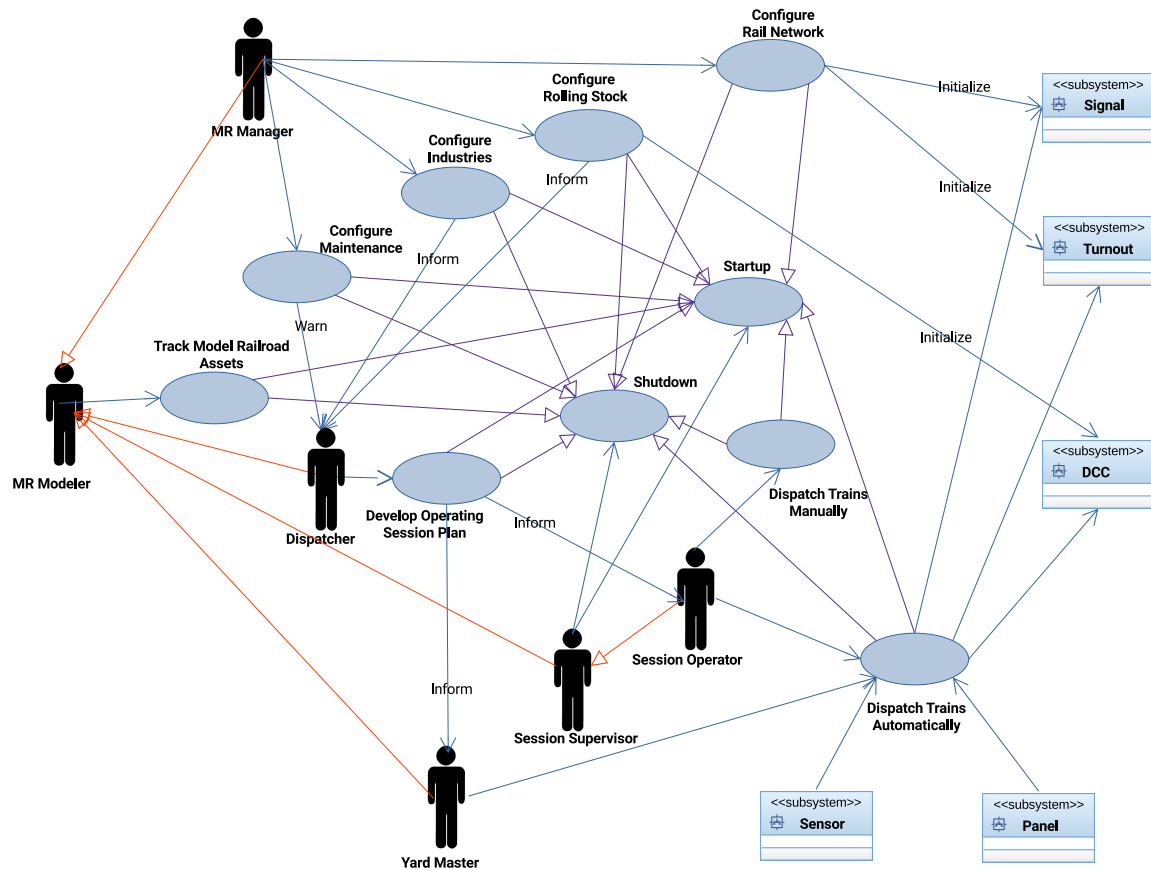 Configure
Rail Network
Configure
Rolling Stock
Initialize
<<subsystem>>
Signal
MR Manager
Configure
Industries
Inform
Initialize
<<subsystem>>
Turnout
Configure
Maintenance
Inform
Startup
Warn
Initialize
Track Model Railroad
Assets
Shutdown
<<subsystem>>
DCC
MR Modeler
Dispatch Trains
Manually
Dispatcher
Develop Operating
Session Plan
Inform
Session Operator
Inform
Session Supervisor
Dispatch Trains
Automatically
Yard Master
<<subsystem>>
Sensor
<<subsystem>>
Panel